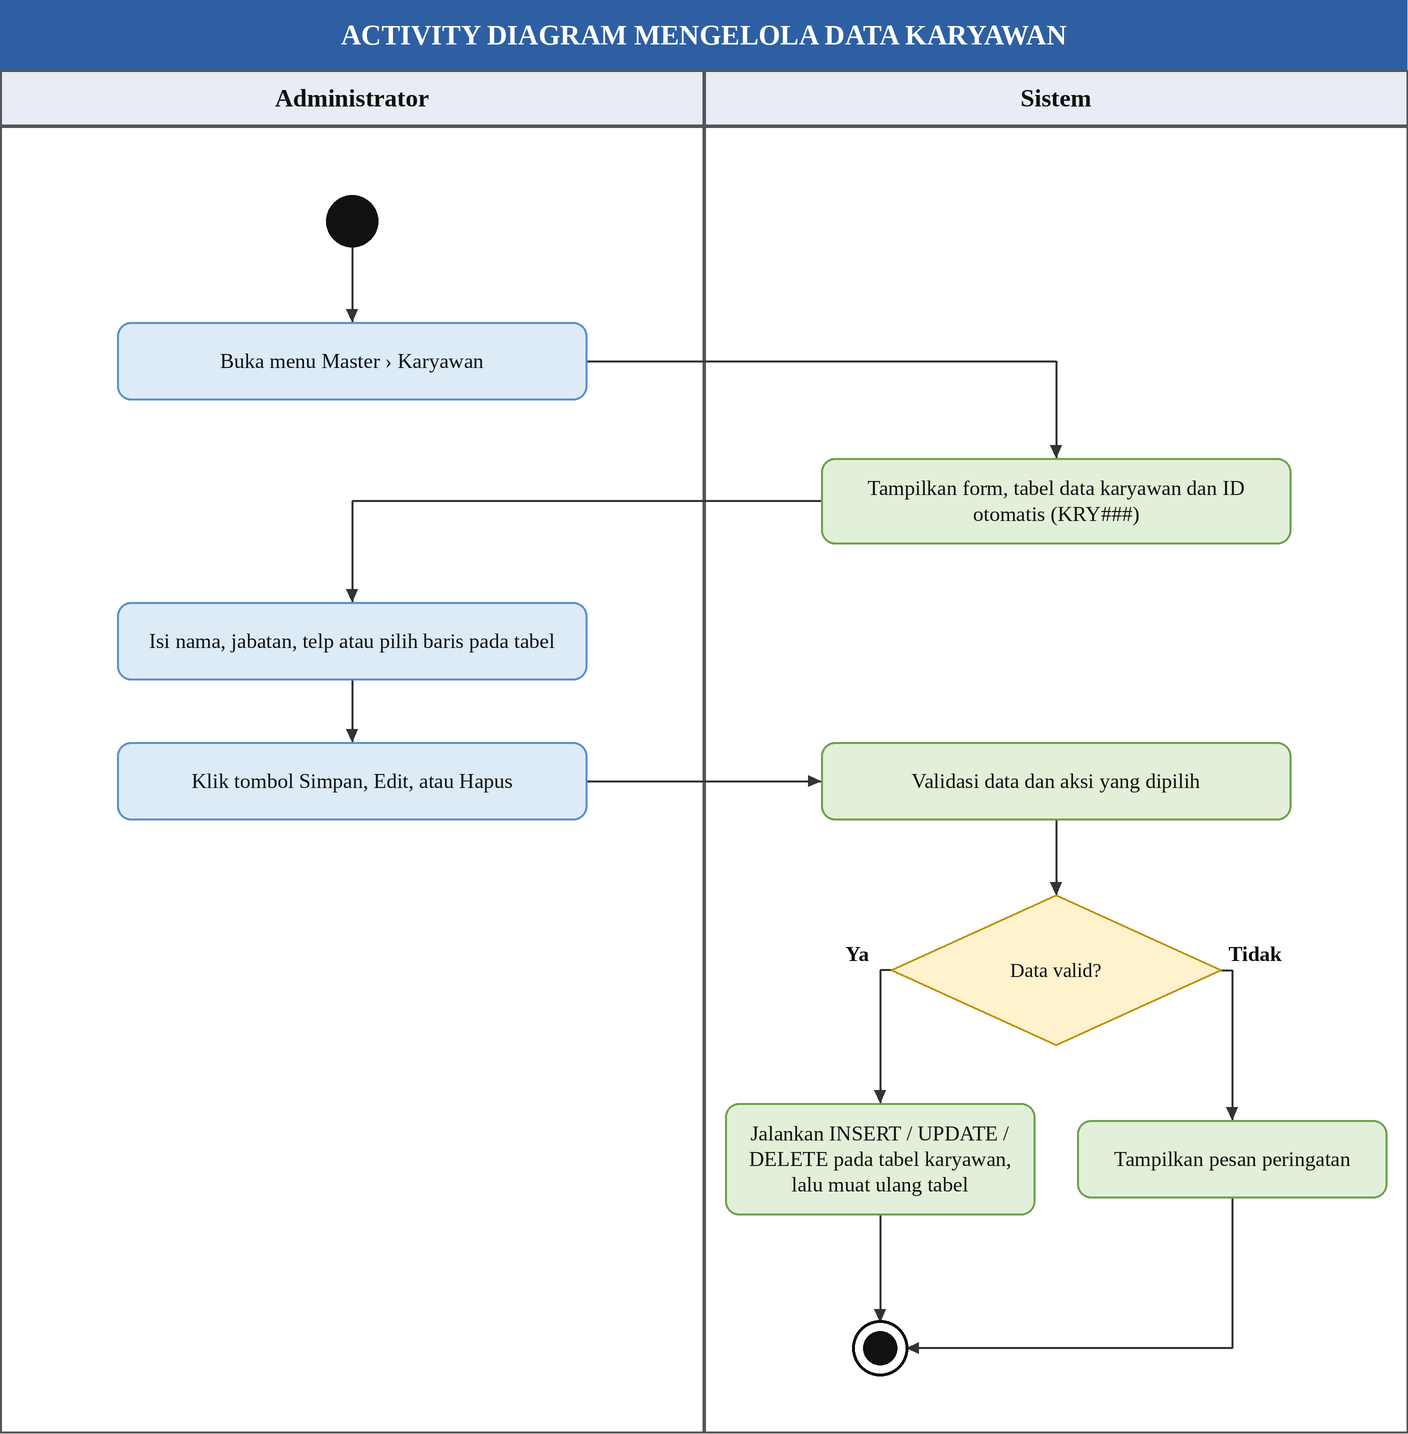 ACTIVITY DIAGRAM MENGELOLA DATA KARYAWAN
Administrator
Sistem
Buka menu Master › Karyawan
Tampilkan form, tabel data karyawan dan ID
otomatis (KRY###)
Isi nama, jabatan, telp atau pilih baris pada tabel
Klik tombol Simpan, Edit, atau Hapus
Validasi data dan aksi yang dipilih
Ya
Tidak
Data valid?
Jalankan INSERT / UPDATE /
DELETE pada tabel karyawan,
lalu muat ulang tabel
Tampilkan pesan peringatan